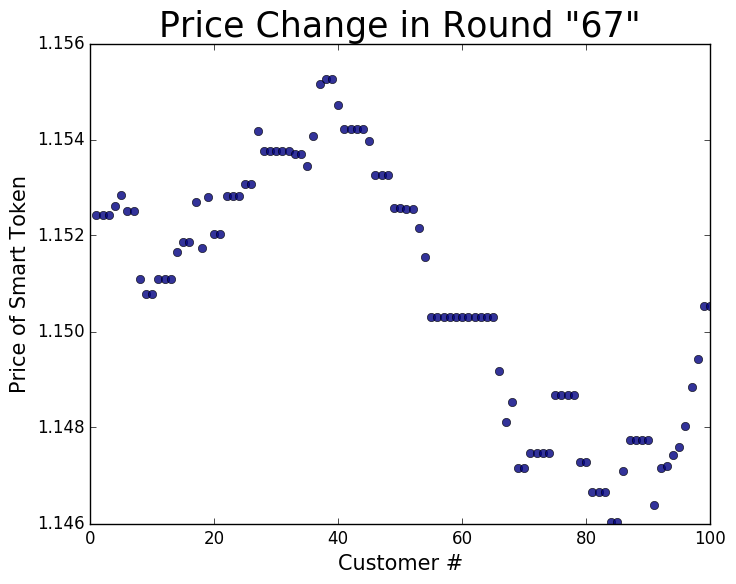 Price Change in Round "67"
1.156
1.154
1.152
1.150
1.148
1.146
Price of Smart Token
0 20 40 60 80 100
Customer #